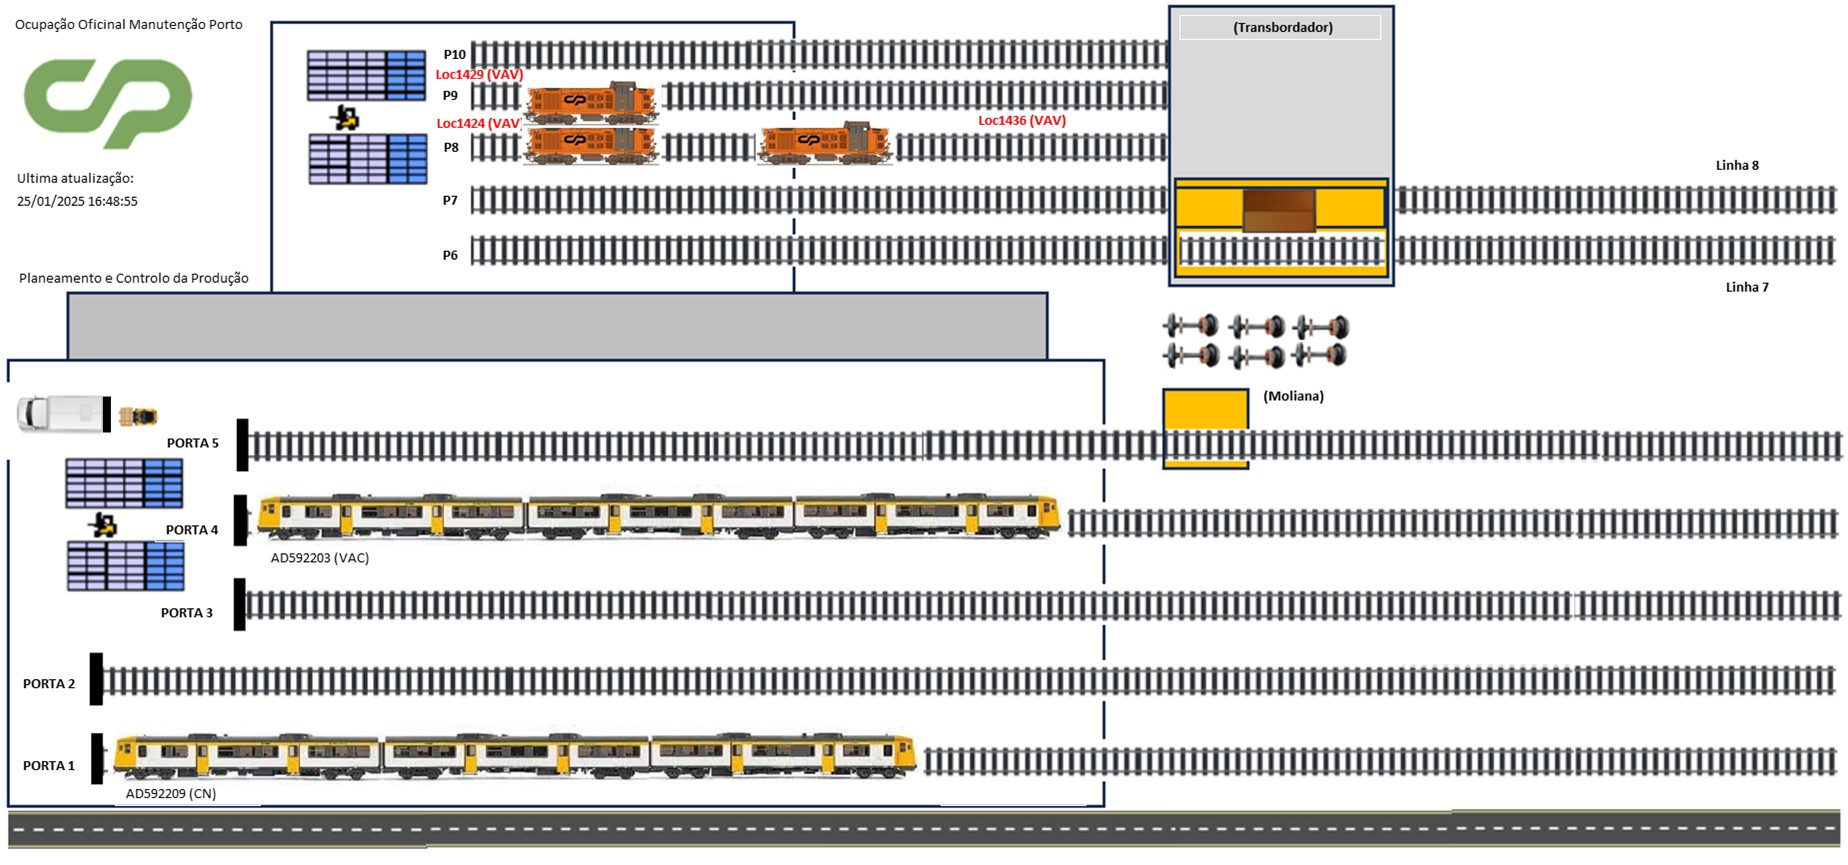 Ocupação Oficinal Manutenção Porto
(Transbordador)
P10
Loc1429 (VAV)
P9
Loc1424 (VAV)
Loc1436 (VAV)
P8
Linha 8
Ultima atualização:
25/01/2025 16:48:55
P7
P6
Planeamento e Controlo da Produção
Linha 7
(Moliana)
PORTA 5
PORTA 4
AD592203 (VAC)
PORTA 3
PORTA 2
PORTA 1
AD592209 (CN)